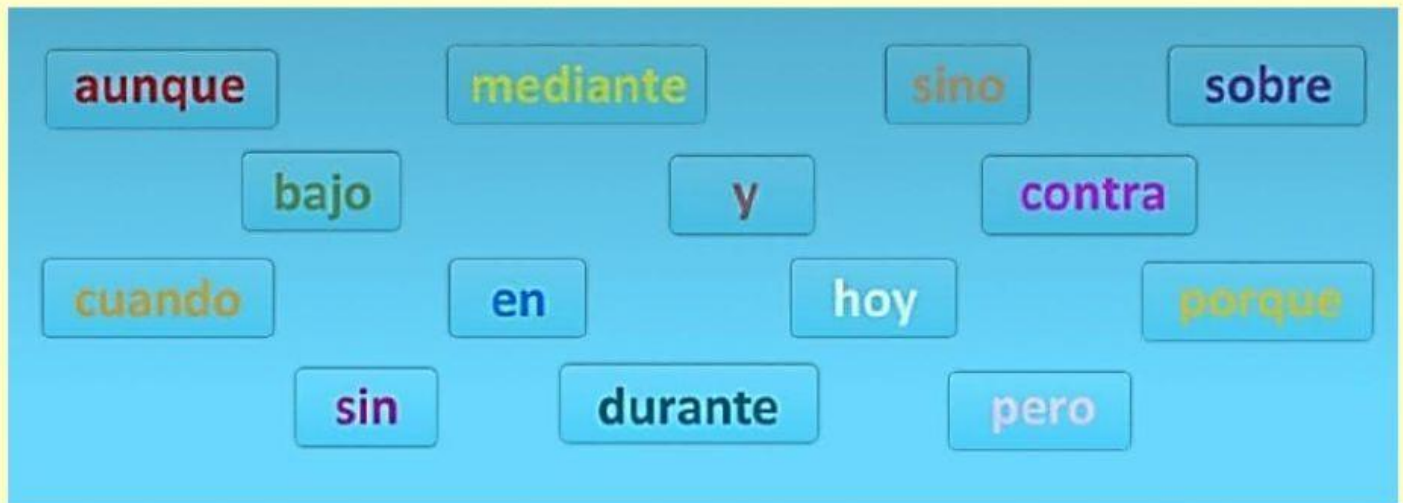 aunque mediante sino sobre
bajo y contra
cuando en hoy porque
sin durante pero